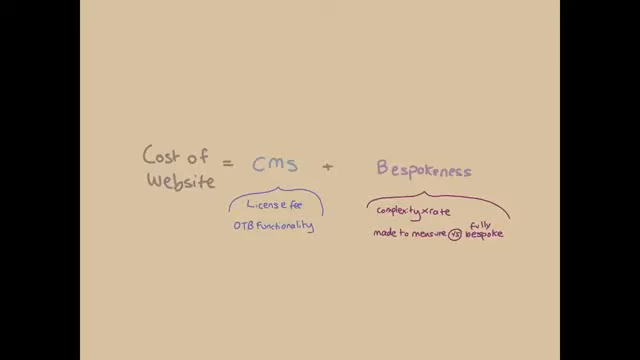 Cost of website = CMS + Bespokeness
License fee
OTB Functionality
complexity x rate
made to measure vs fully bespoke